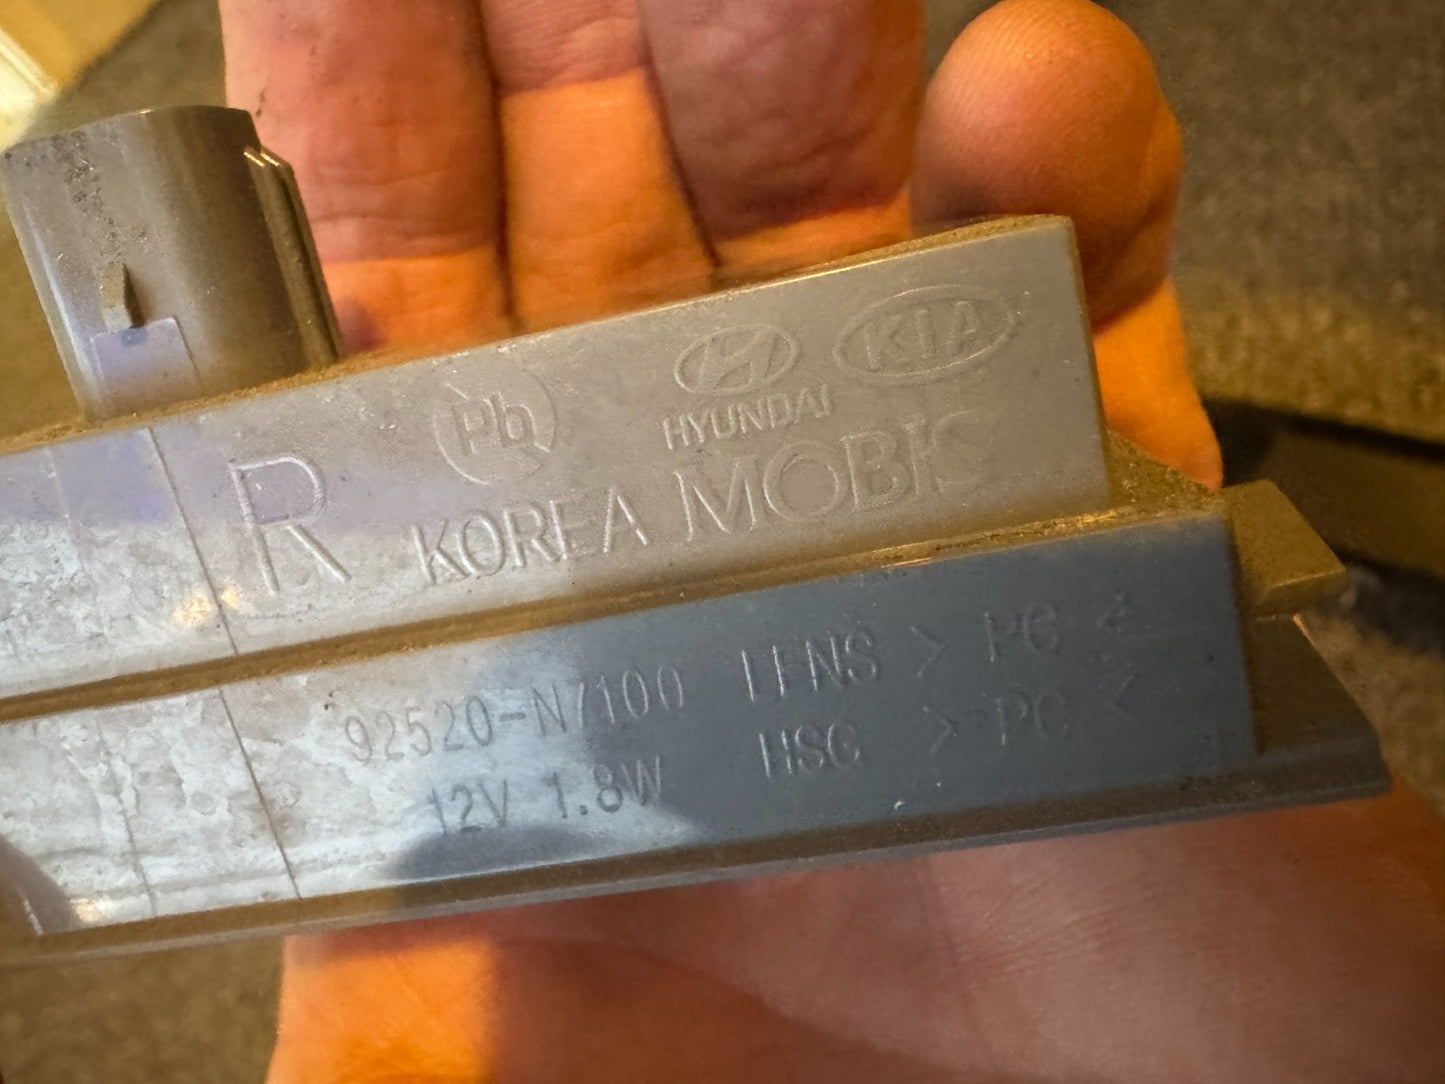 Pb
HYUNDAI
KIA
R
KOREA MOBIS
92520-N7100 LENS >PC<
12V 1.8W HSG >PC<